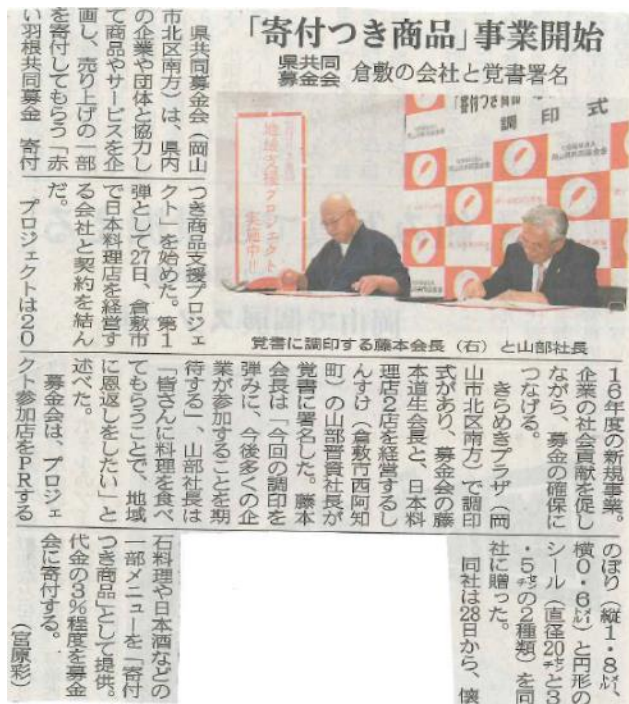 「寄付つき商品」事業開始
県共同
募金会 倉敷の会社と覚書署名
調印式
地域支援プロジェクト
実施中!!
覚書に調印する藤本会長（右）と山部社長
　県共同募金会（岡山
市北区南方）は、県内
の企業や団体と協力し
て商品やサービスを企
画し、売り上げの一部
を寄付してもらう「赤
い羽根共同募金　寄付
つき商品支援プロジェ
クト」を始めた。第１
弾として27日、倉敷市
で日本料理店を経営す
る会社と契約を結ん
だ。
　プロジェクトは２０
１６年度の新規事業。
企業の社会貢献を促し
ながら、募金の確保に
つなげる。
　きらめきプラザ（岡
山市北区南方）で調印
式があり、募金会の藤
本道生会長と、日本料
理店２店を経営するし
んすけ（倉敷市西阿知
町）の山部晋資社長が
覚書に署名した。藤本
会長は「今回の調印を
弾みに、今後多くの企
業が参加することを期
待する」、山部社長は
「皆さんに料理を食べ
てもらうことで、地域
に恩返しをしたい」と
述べた。
　募金会は、プロジェ
クト参加店をＰＲする
のぼり（縦１・８㍍、
横０・６㍍）と円形の
シール（直径20㌢と３
・５㌢の２種類）を同
社に贈った。
　同社は28日から、懐
石料理や日本酒などの
一部メニューを「寄付
つき商品」として提供。
代金の３％程度を募金
会に寄付する。
（宮原彩）